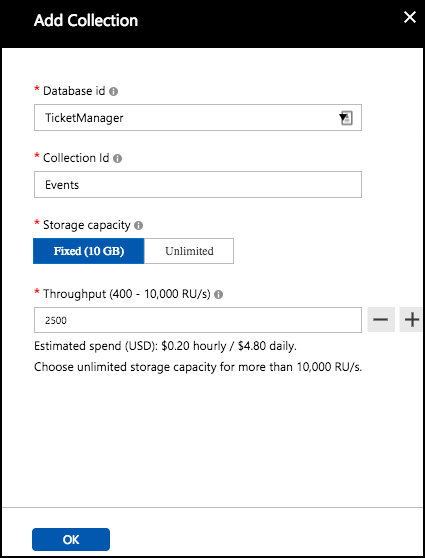 Add Collection
* Database id
TicketManager
* Collection Id
Events
* Storage capacity
Fixed (10 GB) Unlimited
* Throughput (400 - 10,000 RU/s)
2500
Estimated spend (USD): $0.20 hourly / $4.80 daily.
Choose unlimited storage capacity for more than 10,000 RU/s.
OK